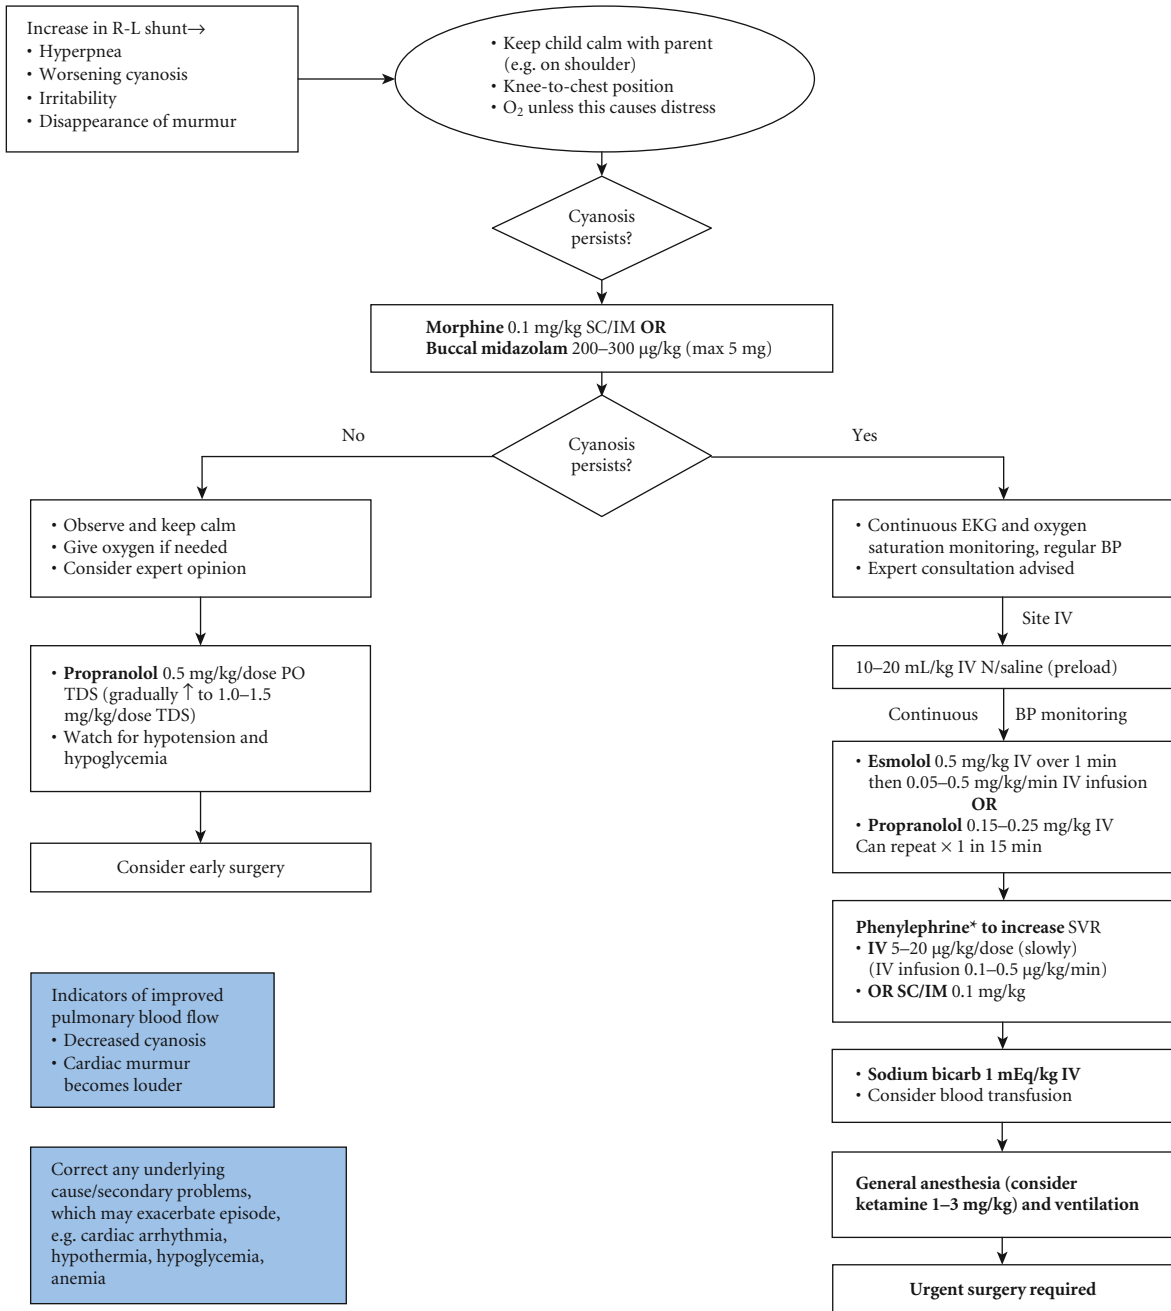 Increase in R-L shunt→
• Hyperpnea
• Worsening cyanosis
• Irritability
• Disappearance of murmur
• Keep child calm with parent
(e.g. on shoulder)
• Knee-to-chest position
• O₂ unless this causes distress
Cyanosis
persists?
Morphine 0.1 mg/kg SC/IM OR
Buccal midazolam 200–300 µg/kg (max 5 mg)
Cyanosis
persists?
No
Yes
• Observe and keep calm
• Give oxygen if needed
• Consider expert opinion
• Propranolol 0.5 mg/kg/dose PO
TDS (gradually ↑ to 1.0–1.5
mg/kg/dose TDS)
• Watch for hypotension and
hypoglycemia
Consider early surgery
• Continuous EKG and oxygen
saturation monitoring, regular BP
• Expert consultation advised
Site IV
10–20 mL/kg IV N/saline (preload)
Continuous BP monitoring
• Esmolol 0.5 mg/kg IV over 1 min
then 0.05–0.5 mg/kg/min IV infusion
OR
• Propranolol 0.15–0.25 mg/kg IV
Can repeat × 1 in 15 min
Phenylephrine* to increase SVR
• IV 5–20 µg/kg/dose (slowly)
(IV infusion 0.1–0.5 µg/kg/min)
• OR SC/IM 0.1 mg/kg
• Sodium bicarb 1 mEq/kg IV
• Consider blood transfusion
General anesthesia (consider
ketamine 1–3 mg/kg) and ventilation
Urgent surgery required
Indicators of improved
pulmonary blood flow
• Decreased cyanosis
• Cardiac murmur
becomes louder
Correct any underlying
cause/secondary problems,
which may exacerbate episode,
e.g. cardiac arrhythmia,
hypothermia, hypoglycemia,
anemia